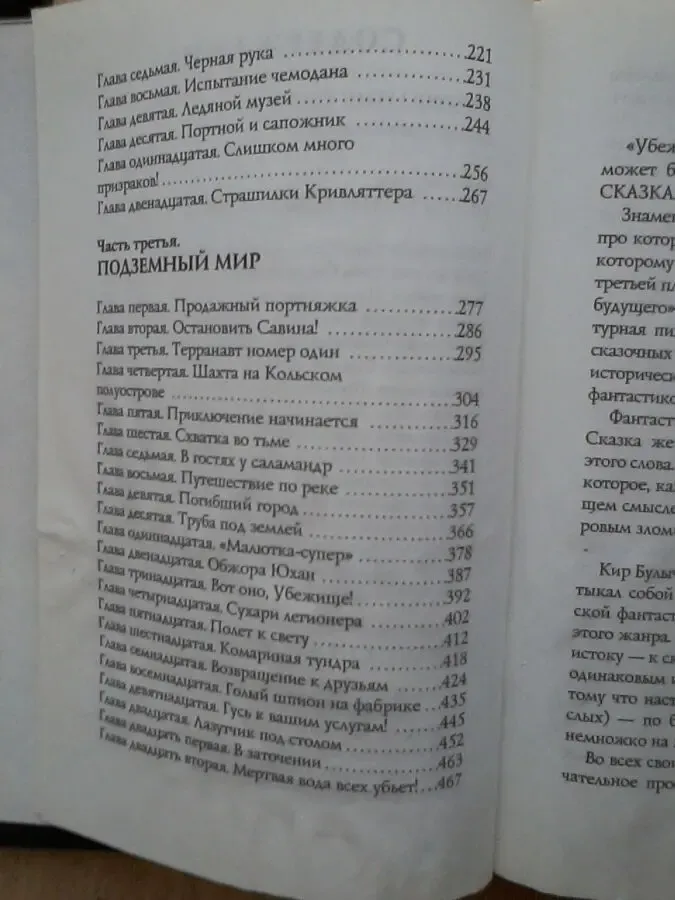 Глава седьмая. Черная рука ........ 221
Глава восьмая. Испытание чемодана ........ 231
Глава девятая. Ледяной музей ........ 238
Глава десятая. Портной и сапожник ........ 244
Глава одиннадцатая. Слишком много
призраков! ........ 256
Глава двенадцатая. Страшилки Кривляттера ........ 267
Часть третья.
ПОДЗЕМНЫЙ МИР
Глава первая. Продажный портняжка ........ 277
Глава вторая. Остановить Савина! ........ 286
Глава третья. Терранавт номер один ........ 295
Глава четвертая. Шахта на Кольском
полуострове ........ 304
Глава пятая. Приключение начинается ........ 316
Глава шестая. Схватка во тьме ........ 329
Глава седьмая. В гостях у саламандр ........ 341
Глава восьмая. Путешествие по реке ........ 351
Глава девятая. Погибший город ........ 357
Глава десятая. Труба под землей ........ 366
Глава одиннадцатая. «Малютка-супер» ........ 378
Глава двенадцатая. Обжора Юхан ........ 387
Глава тринадцатая. Вот оно, Убежище! ........ 392
Глава четырнадцатая. Сухари легионера ........ 402
Глава пятнадцатая. Полет к свету ........ 412
Глава шестнадцатая. Комариная тундра ........ 418
Глава семнадцатая. Возвращение к друзьям ........ 424
Глава восемнадцатая. Голый шпион на фабрике ... 435
Глава девятнадцатая. Гусь к вашим услугам! ........ 445
Глава двадцатая. Лазутчик под столом ........ 452
Глава двадцать первая. В заточении ........ 463
Глава двадцать вторая. Мертвая вода всех убьет! ... 467
«Убеж
может б
СКАЗКА
Знамен
про котор
которому
третьей пл
будущего»
турная пи
сказочных
историческ
фантастико
Фантаст
Сказка же
этого слова.
которое, ка
щем смысле
ровым злом
Кир Булыч
тыкал собой
ской фантаст
этого жанра.
истоку — к ск
одинаковым и
тому что наст
слых) — по б
немножко на
Во всех свои
чательное про